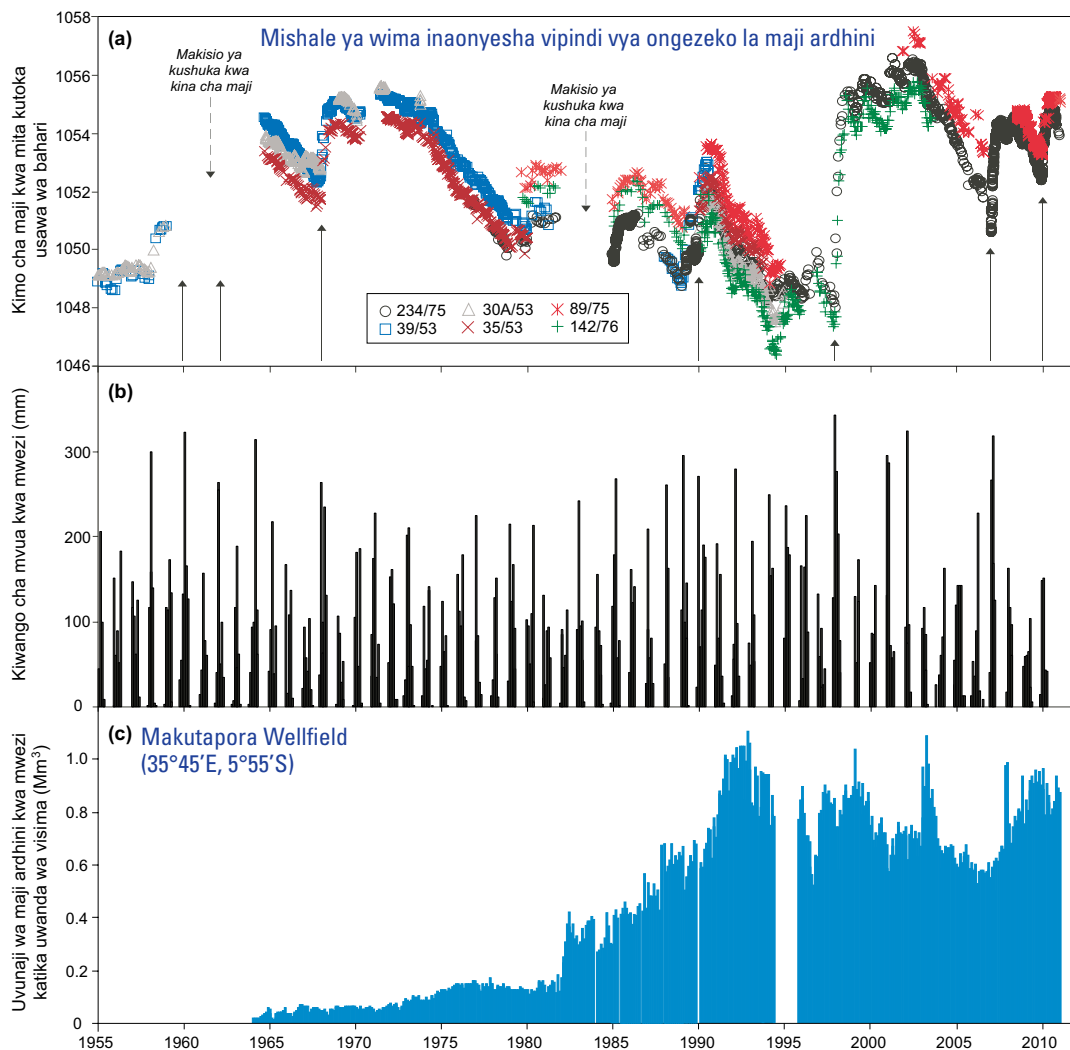 (a)
Mishale ya wima inaonyesha vipindi vya ongezeko la maji ardhini
Makisio ya
kushuka kwa
kina cha maji
Makisio ya
kushuka kwa
kina cha maji
Kimo cha maji kwa mita kutoka
usawa wa bahari
1058
1056
1054
1052
1050
1048
1046
234/75
30A/53
89/75
39/53
35/53
142/76
(b)
Kiwango cha mvua kwa mwezi (mm)
300
200
100
0
(c) Makutapora Wellfield
(35°45′E, 5°55′S)
Uvunaji wa maji ardhini kwa mwezi
katika uwanda wa visima (Mm³)
1.0
0.8
0.6
0.4
0.2
0
1955 1960 1965 1970 1975 1980 1985 1990 1995 2000 2005 2010